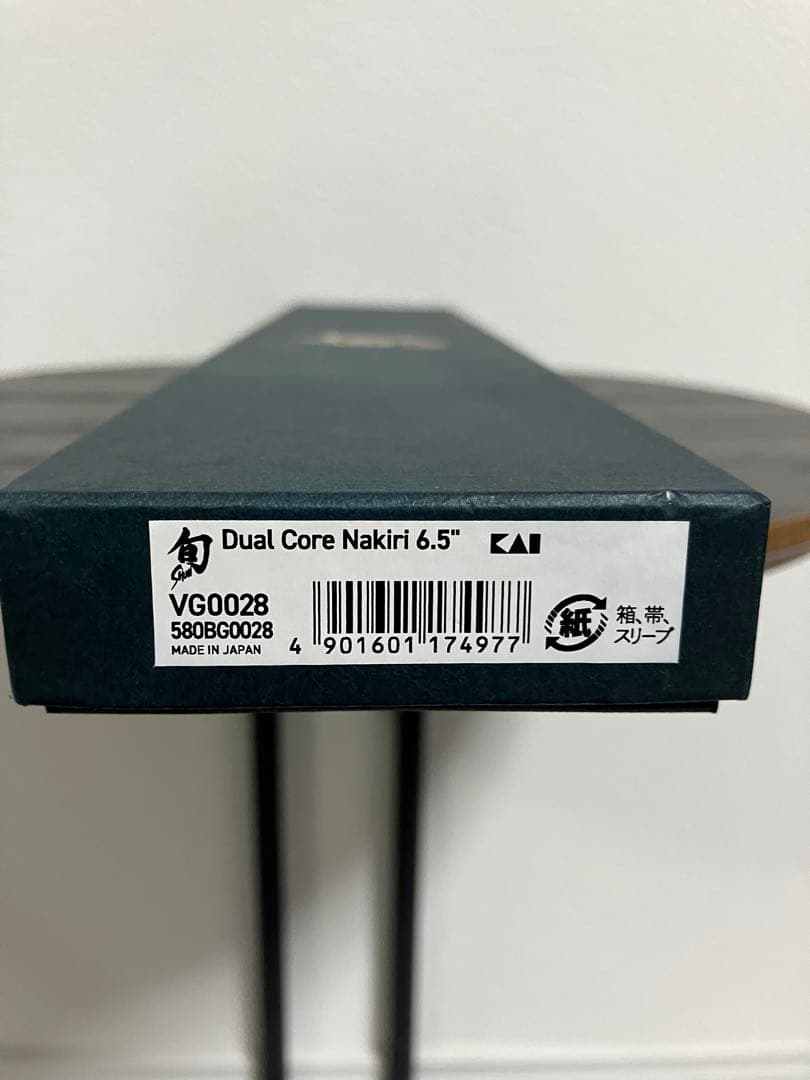 旬 Dual Core Nakiri 6.5" KAI
Shun
VG0028
580BG0028
MADE IN JAPAN
4 901601 174977
紙
箱、帯、
スリーブ